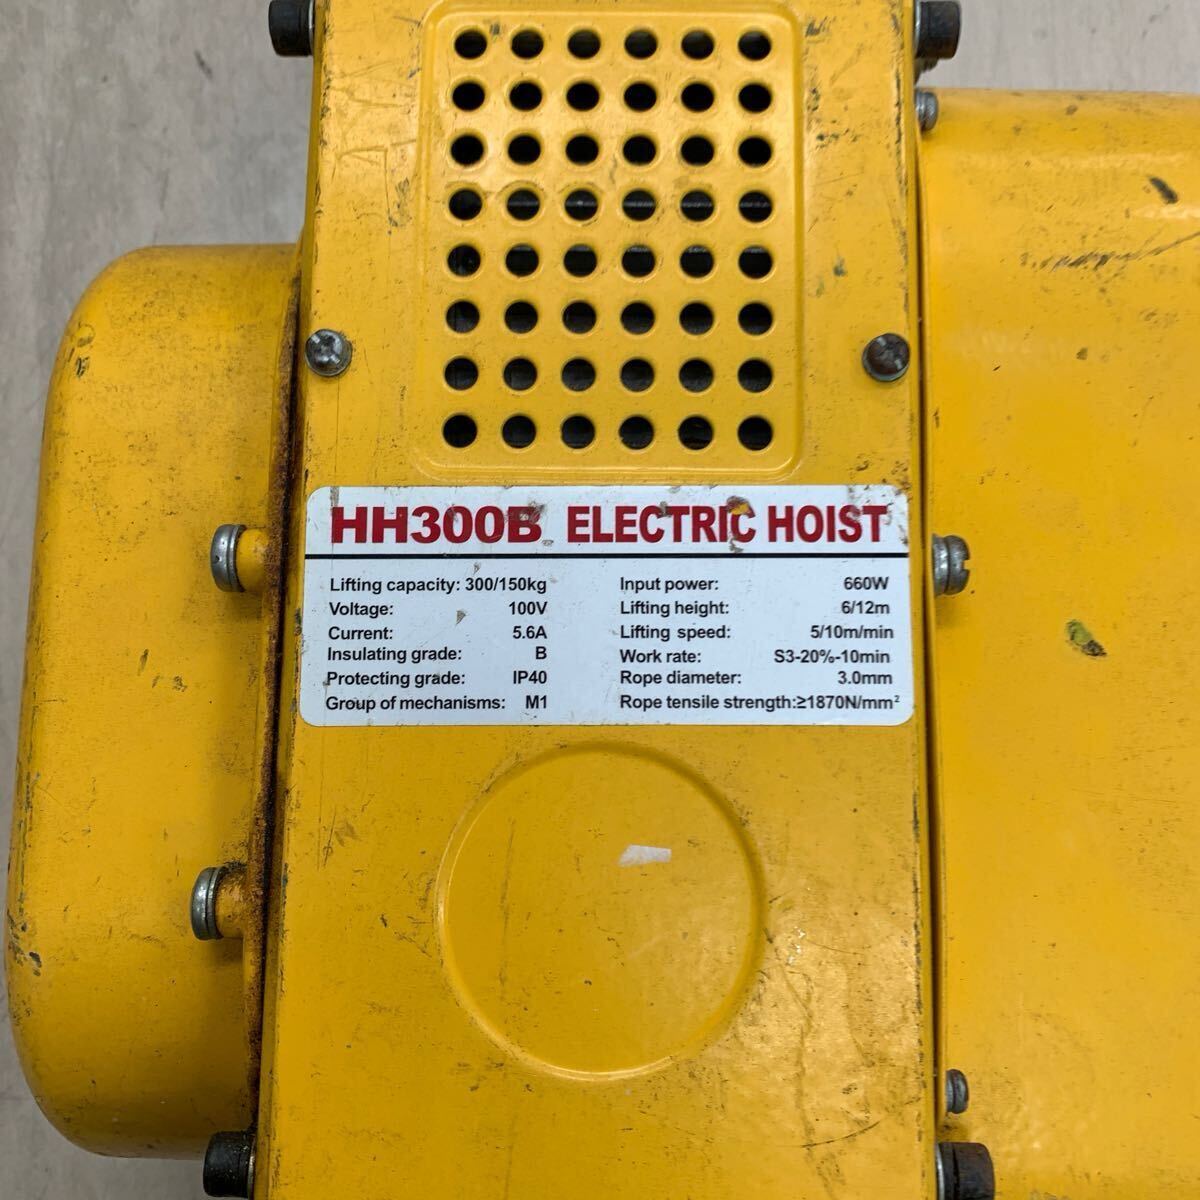 HH300B ELECTRIC HOIST
Lifting capacity: 300/150kg
Voltage: 100V
Current: 5.6A
Insulating grade: B
Protecting grade: IP40
Group of mechanisms: M1
Input power: 660W
Lifting height: 6/12m
Lifting speed: 5/10m/min
Work rate: S3-20%-10min
Rope diameter: 3.0mm
Rope tensile strength:≥1870N/mm²